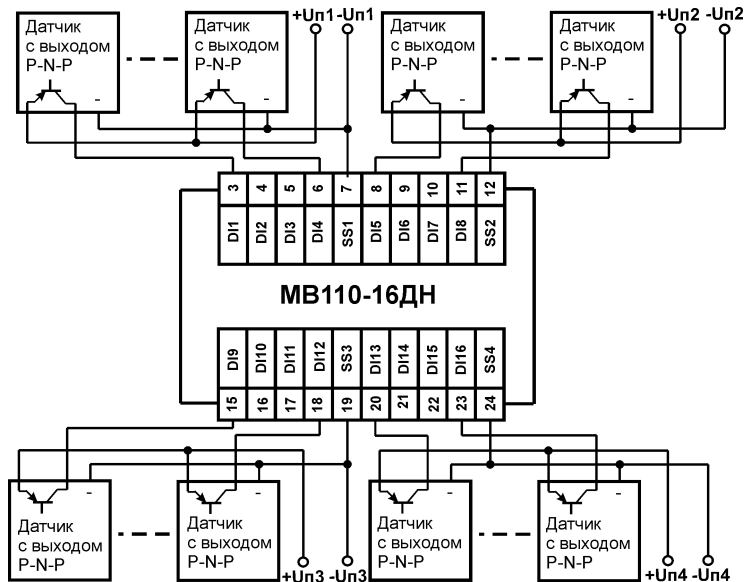 +Uп1 -Uп1
+Uп2 -Uп2
Датчик
с выходом
P-N-P
-
Датчик
с выходом
P-N-P
-
Датчик
с выходом
P-N-P
-
Датчик
с выходом
P-N-P
-
3 4 5 6 7 8 9 10 11 12
DI1 DI2 DI3 DI4 SS1 DI5 DI6 DI7 DI8 SS2
МВ110-16ДН
DI9 DI10 DI11 DI12 SS3 DI13 DI14 DI15 DI16 SS4
15 16 17 18 19 20 21 22 23 24
-
Датчик
с выходом
P-N-P
-
Датчик
с выходом
P-N-P
-
Датчик
с выходом
P-N-P
-
Датчик
с выходом
P-N-P
+Uп3 -Uп3
+Uп4 -Uп4